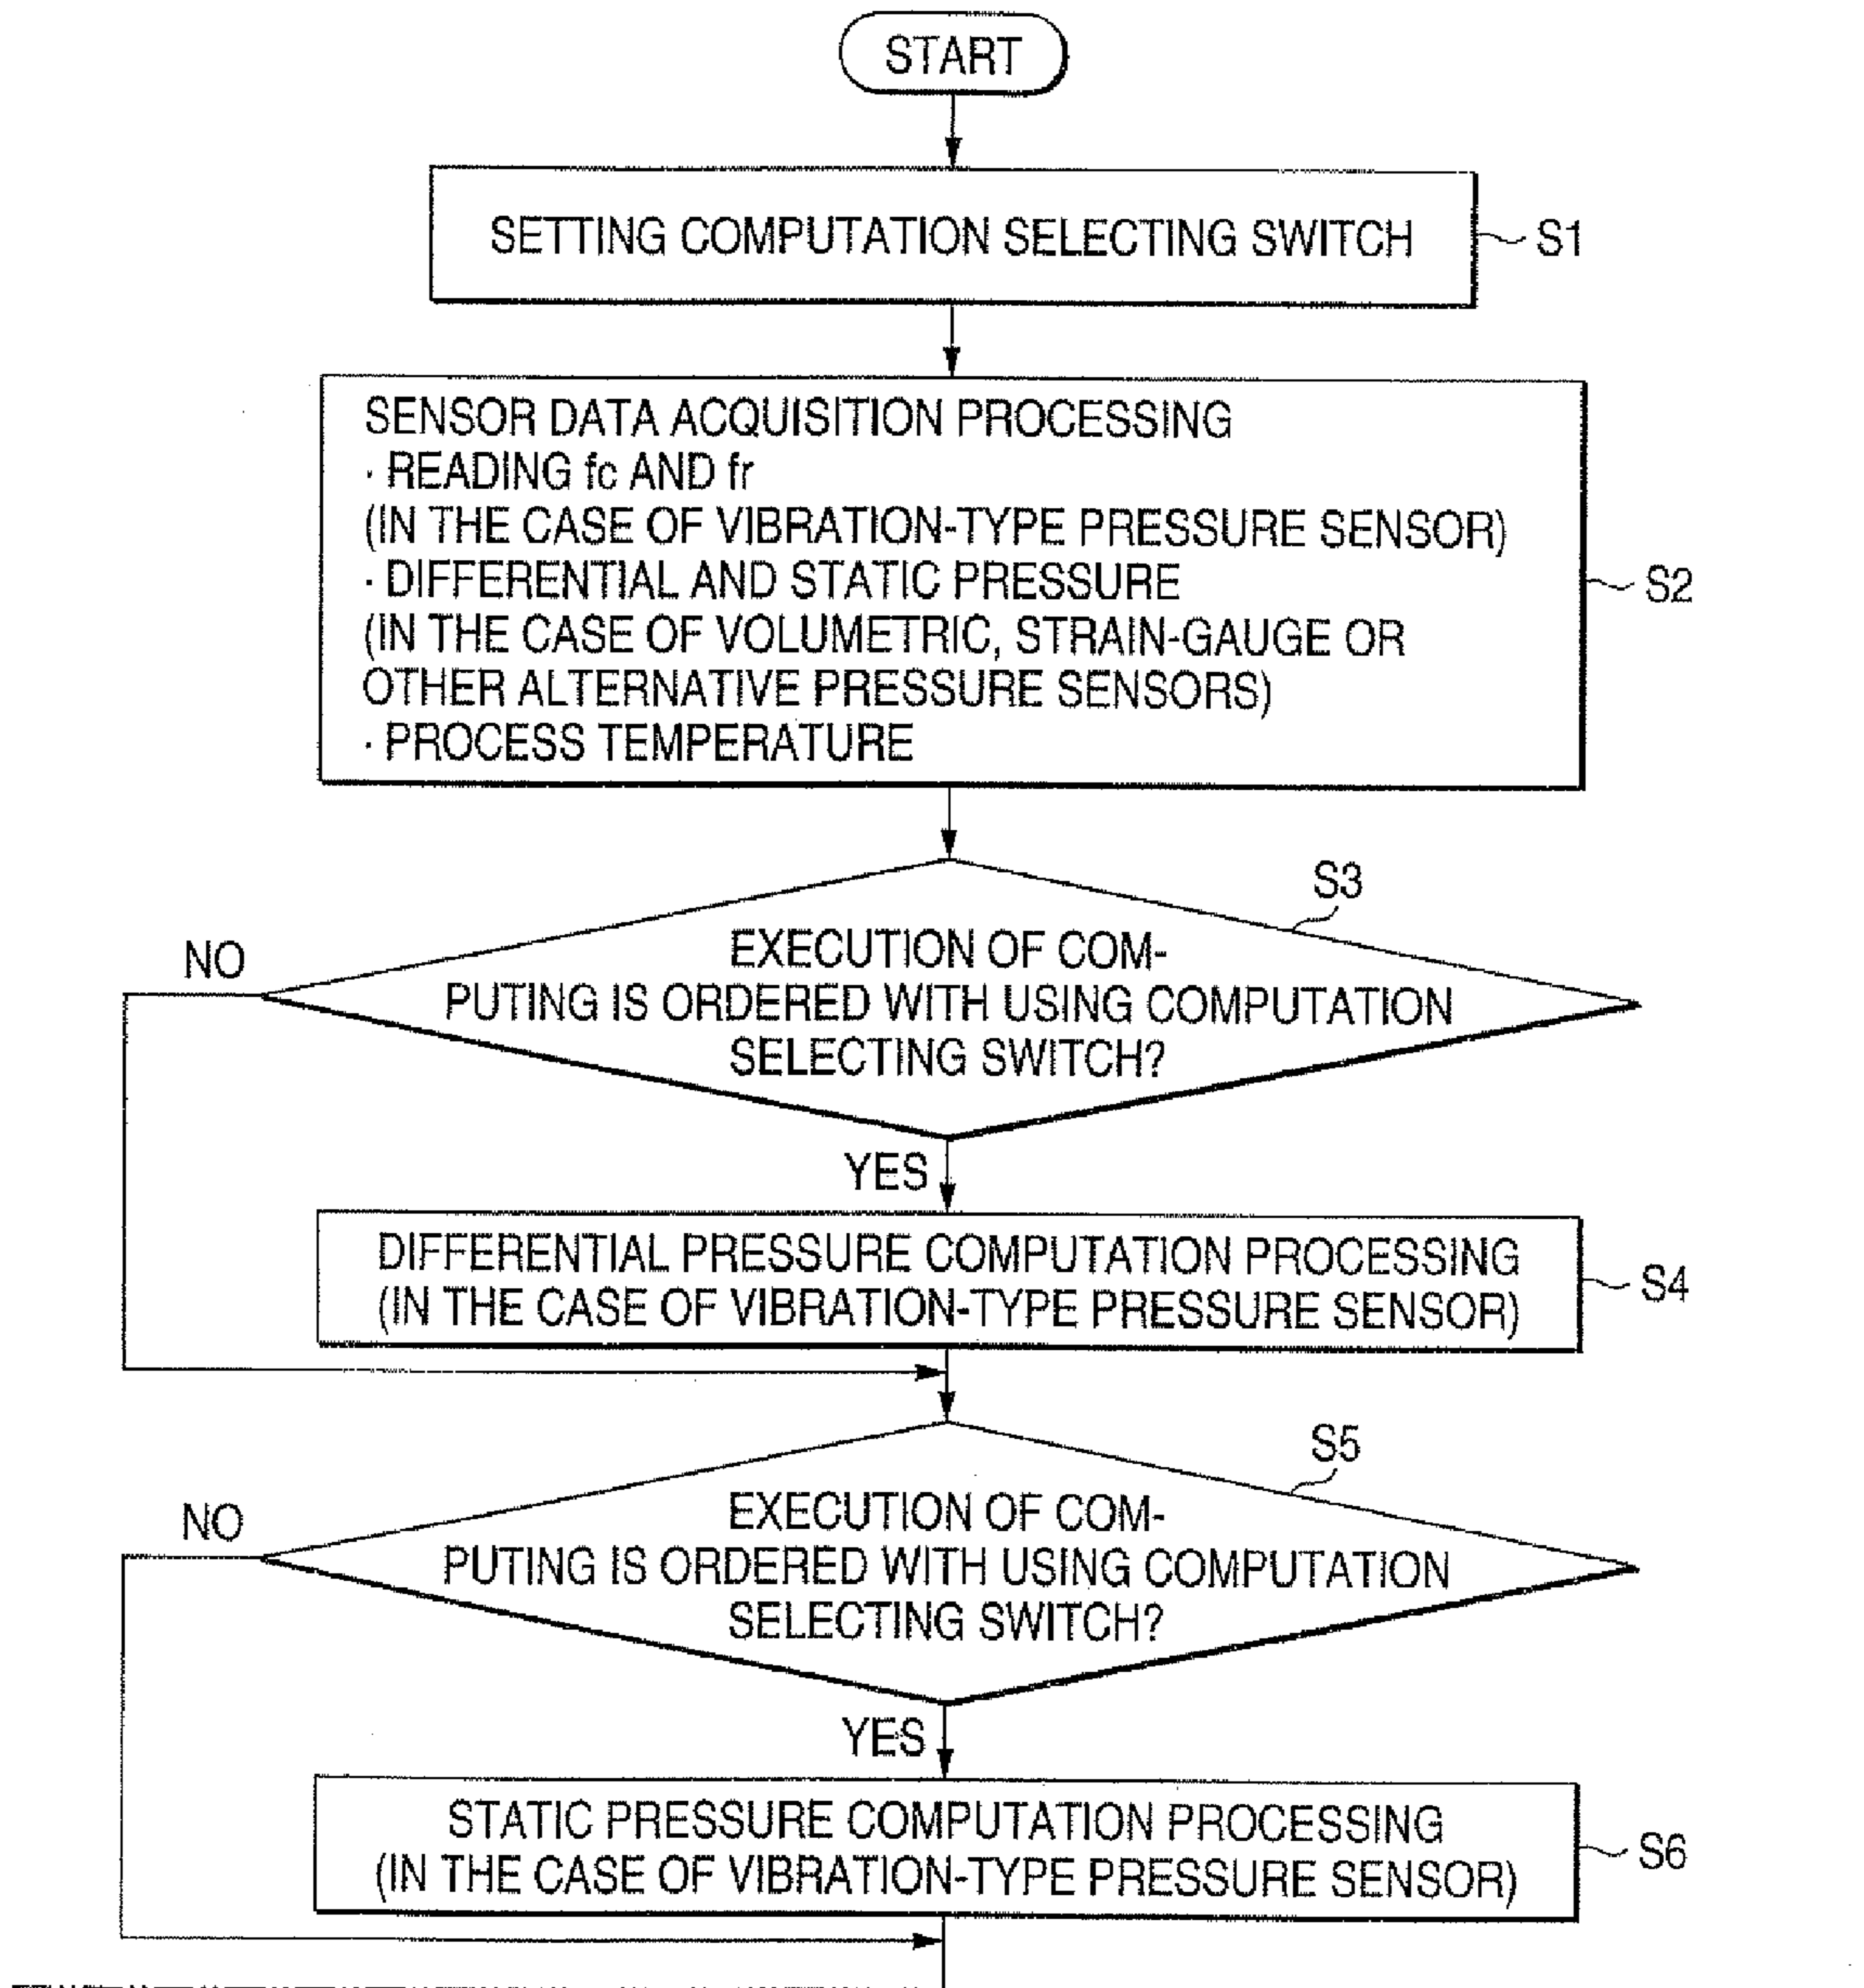 START
SETTING COMPUTATION SELECTING SWITCH
S1
SENSOR DATA ACQUISITION PROCESSING
· READING fc AND fr
(IN THE CASE OF VIBRATION-TYPE PRESSURE SENSOR)
· DIFFERENTIAL AND STATIC PRESSURE
(IN THE CASE OF VOLUMETRIC, STRAIN-GAUGE OR
OTHER ALTERNATIVE PRESSURE SENSORS)
· PROCESS TEMPERATURE
S2
S3
NO
EXECUTION OF COM-
PUTING IS ORDERED WITH USING COMPUTATION
SELECTING SWITCH?
YES
DIFFERENTIAL PRESSURE COMPUTATION PROCESSING
(IN THE CASE OF VIBRATION-TYPE PRESSURE SENSOR)
S4
S5
NO
EXECUTION OF COM-
PUTING IS ORDERED WITH USING COMPUTATION
SELECTING SWITCH?
YES
STATIC PRESSURE COMPUTATION PROCESSING
(IN THE CASE OF VIBRATION-TYPE PRESSURE SENSOR)
S6